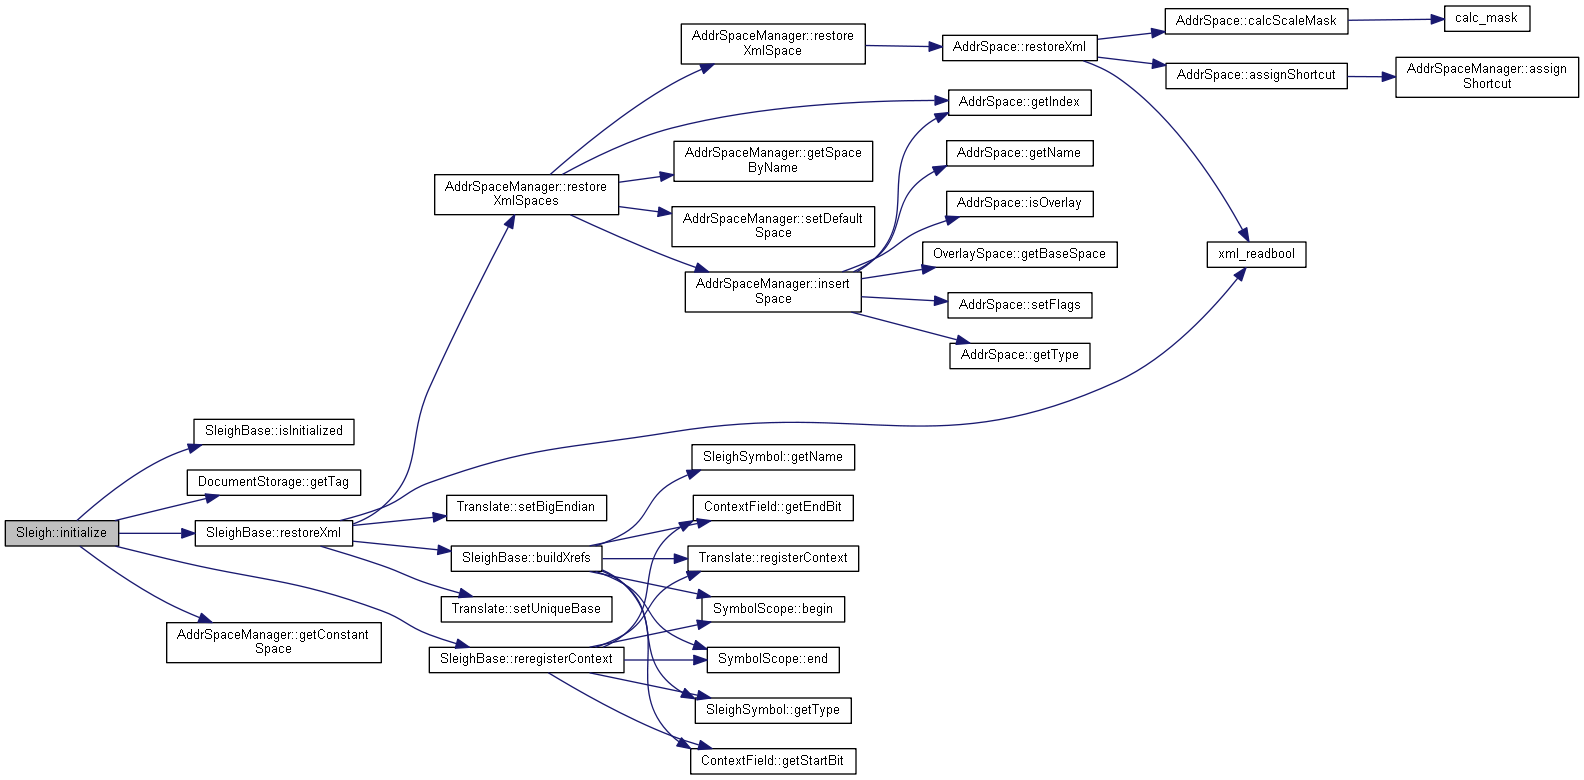 AddrSpaceManager::restore
XmlSpace
AddrSpace::restoreXml
AddrSpace::calcScaleMask
calc_mask
AddrSpace::assignShortcut
AddrSpaceManager::assign
Shortcut
AddrSpace::getIndex
AddrSpaceManager::getSpace
ByName
AddrSpace::getName
AddrSpaceManager::restore
XmlSpaces
AddrSpaceManager::setDefault
Space
AddrSpace::isOverlay
OverlaySpace::getBaseSpace
xml_readbool
AddrSpaceManager::insert
Space
AddrSpace::setFlags
AddrSpace::getType
SleighBase::isInitialized
DocumentStorage::getTag
Sleigh::initialize
SleighBase::restoreXml
AddrSpaceManager::getConstant
Space
Translate::setBigEndian
SleighBase::buildXrefs
Translate::setUniqueBase
SleighBase::reregisterContext
SleighSymbol::getName
ContextField::getEndBit
Translate::registerContext
SymbolScope::begin
SymbolScope::end
SleighSymbol::getType
ContextField::getStartBit